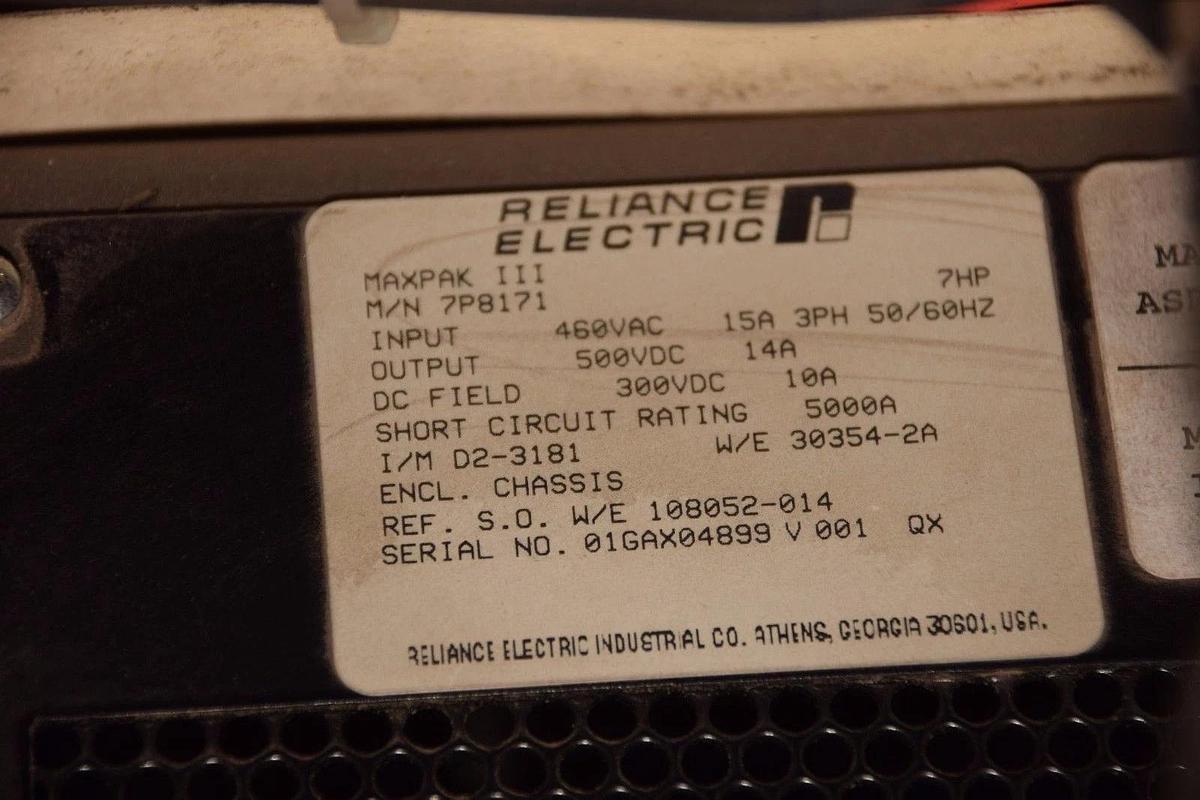 RELIANCE
ELECTRIC
MAXPAK III 7HP
M/N 7P8171
INPUT 460VAC 15A 3PH 50/60HZ
OUTPUT 500VDC 14A
DC FIELD 300VDC 10A
SHORT CIRCUIT RATING 5000A
I/M D2-3181 W/E 30354-2A
ENCL. CHASSIS
REF. S.O. W/E 108052-014
SERIAL NO. 01GAX04899 V 001 QX
RELIANCE ELECTRIC INDUSTRIAL CO. ATHENS, GEORGIA 30601, USA.